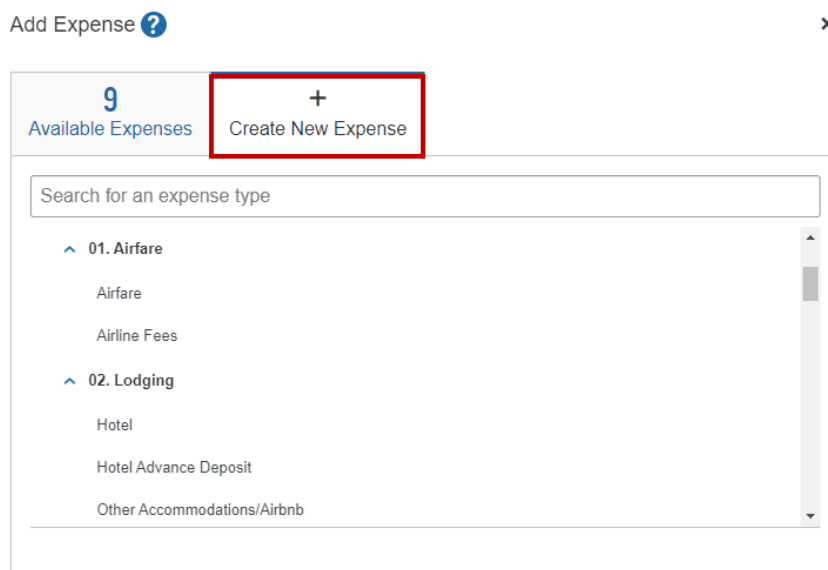 Add Expense ?
9
Available Expenses
+
Create New Expense
Search for an expense type
01. Airfare
Airfare
Airline Fees
02. Lodging
Hotel
Hotel Advance Deposit
Other Accommodations/Airbnb